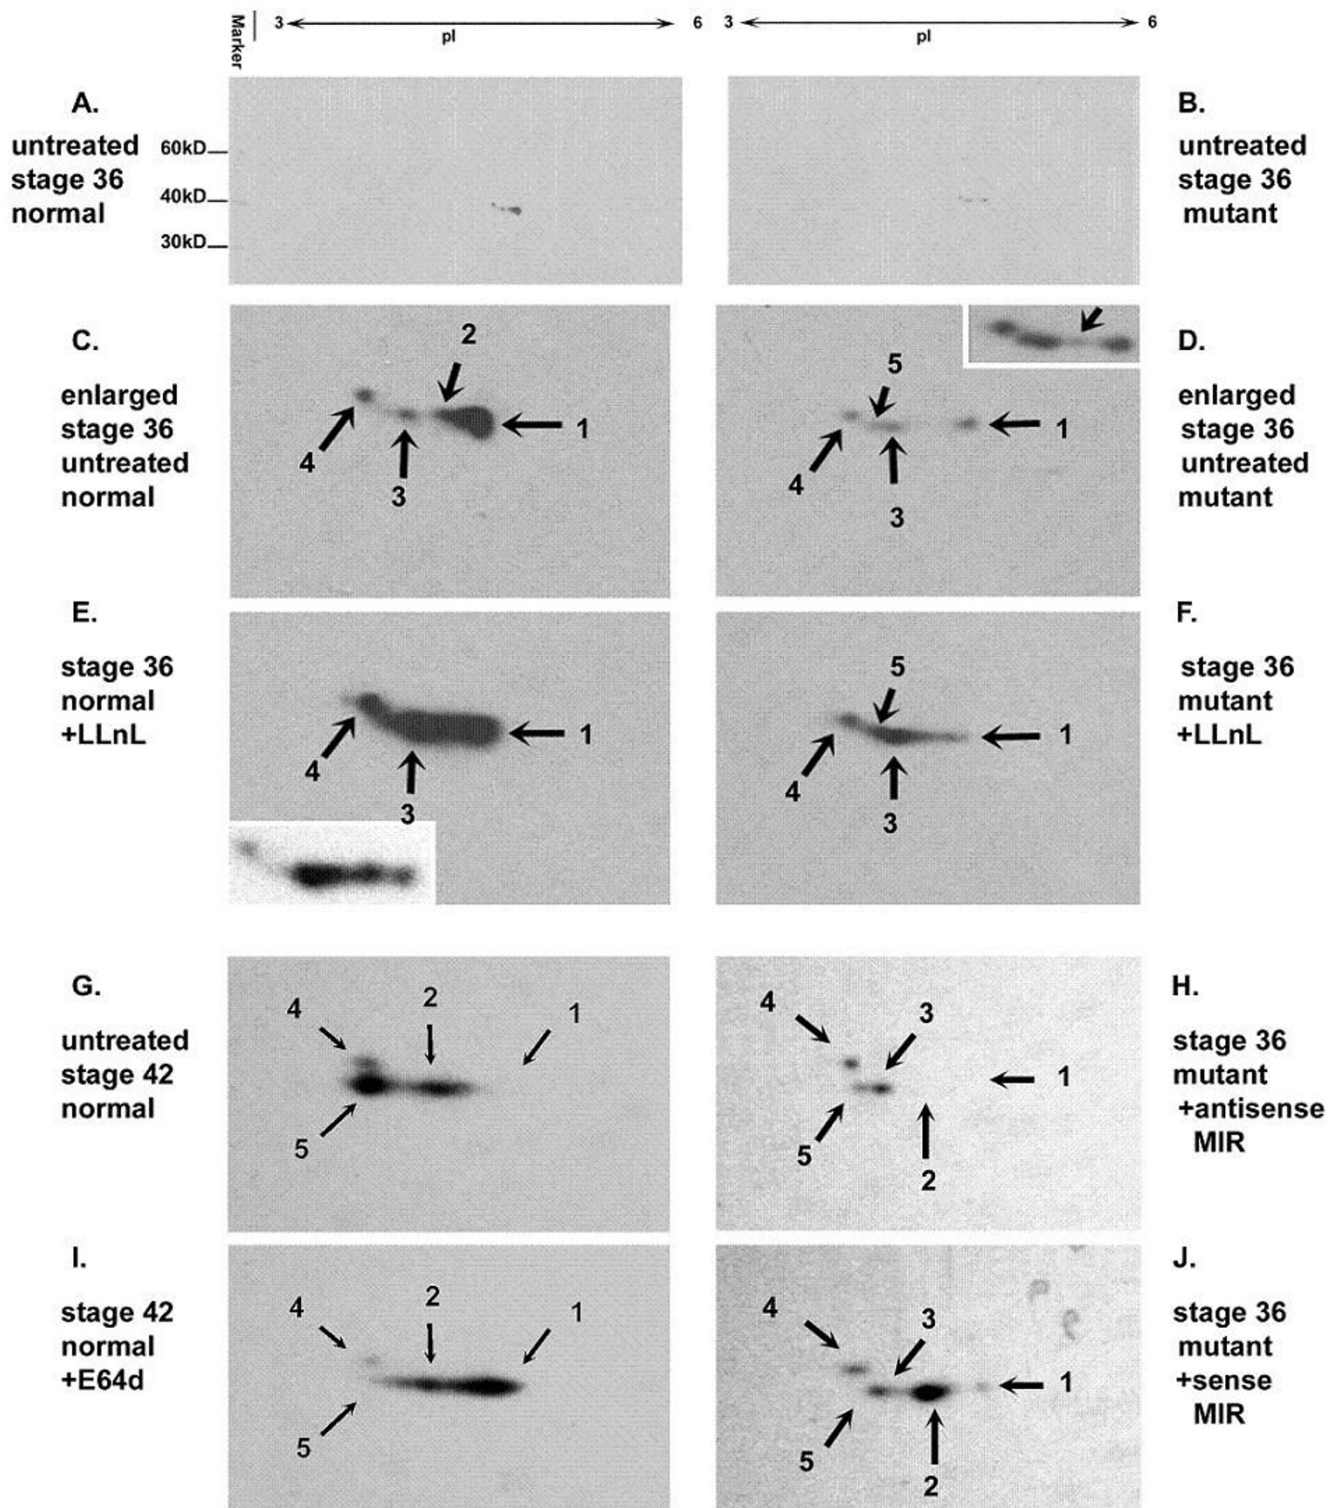 Marker
3 6 3 6
pI pI
A.
untreated
stage 36
normal
60kD
40kD
30kD
B.
untreated
stage 36
mutant
C.
enlarged
stage 36
untreated
normal
2
1
4
3
D.
enlarged
stage 36
untreated
mutant
5
1
4
3
E.
stage 36
normal
+LLnL
1
4
3
F.
stage 36
mutant
+LLnL
5
1
4
3
G.
untreated
stage 42
normal
4
2
1
5
H.
stage 36
mutant
+antisense
MIR
4
3
1
5
2
I.
stage 42
normal
+E64d
4
2
1
5
J.
stage 36
mutant
+sense
MIR
4
3
1
5
2